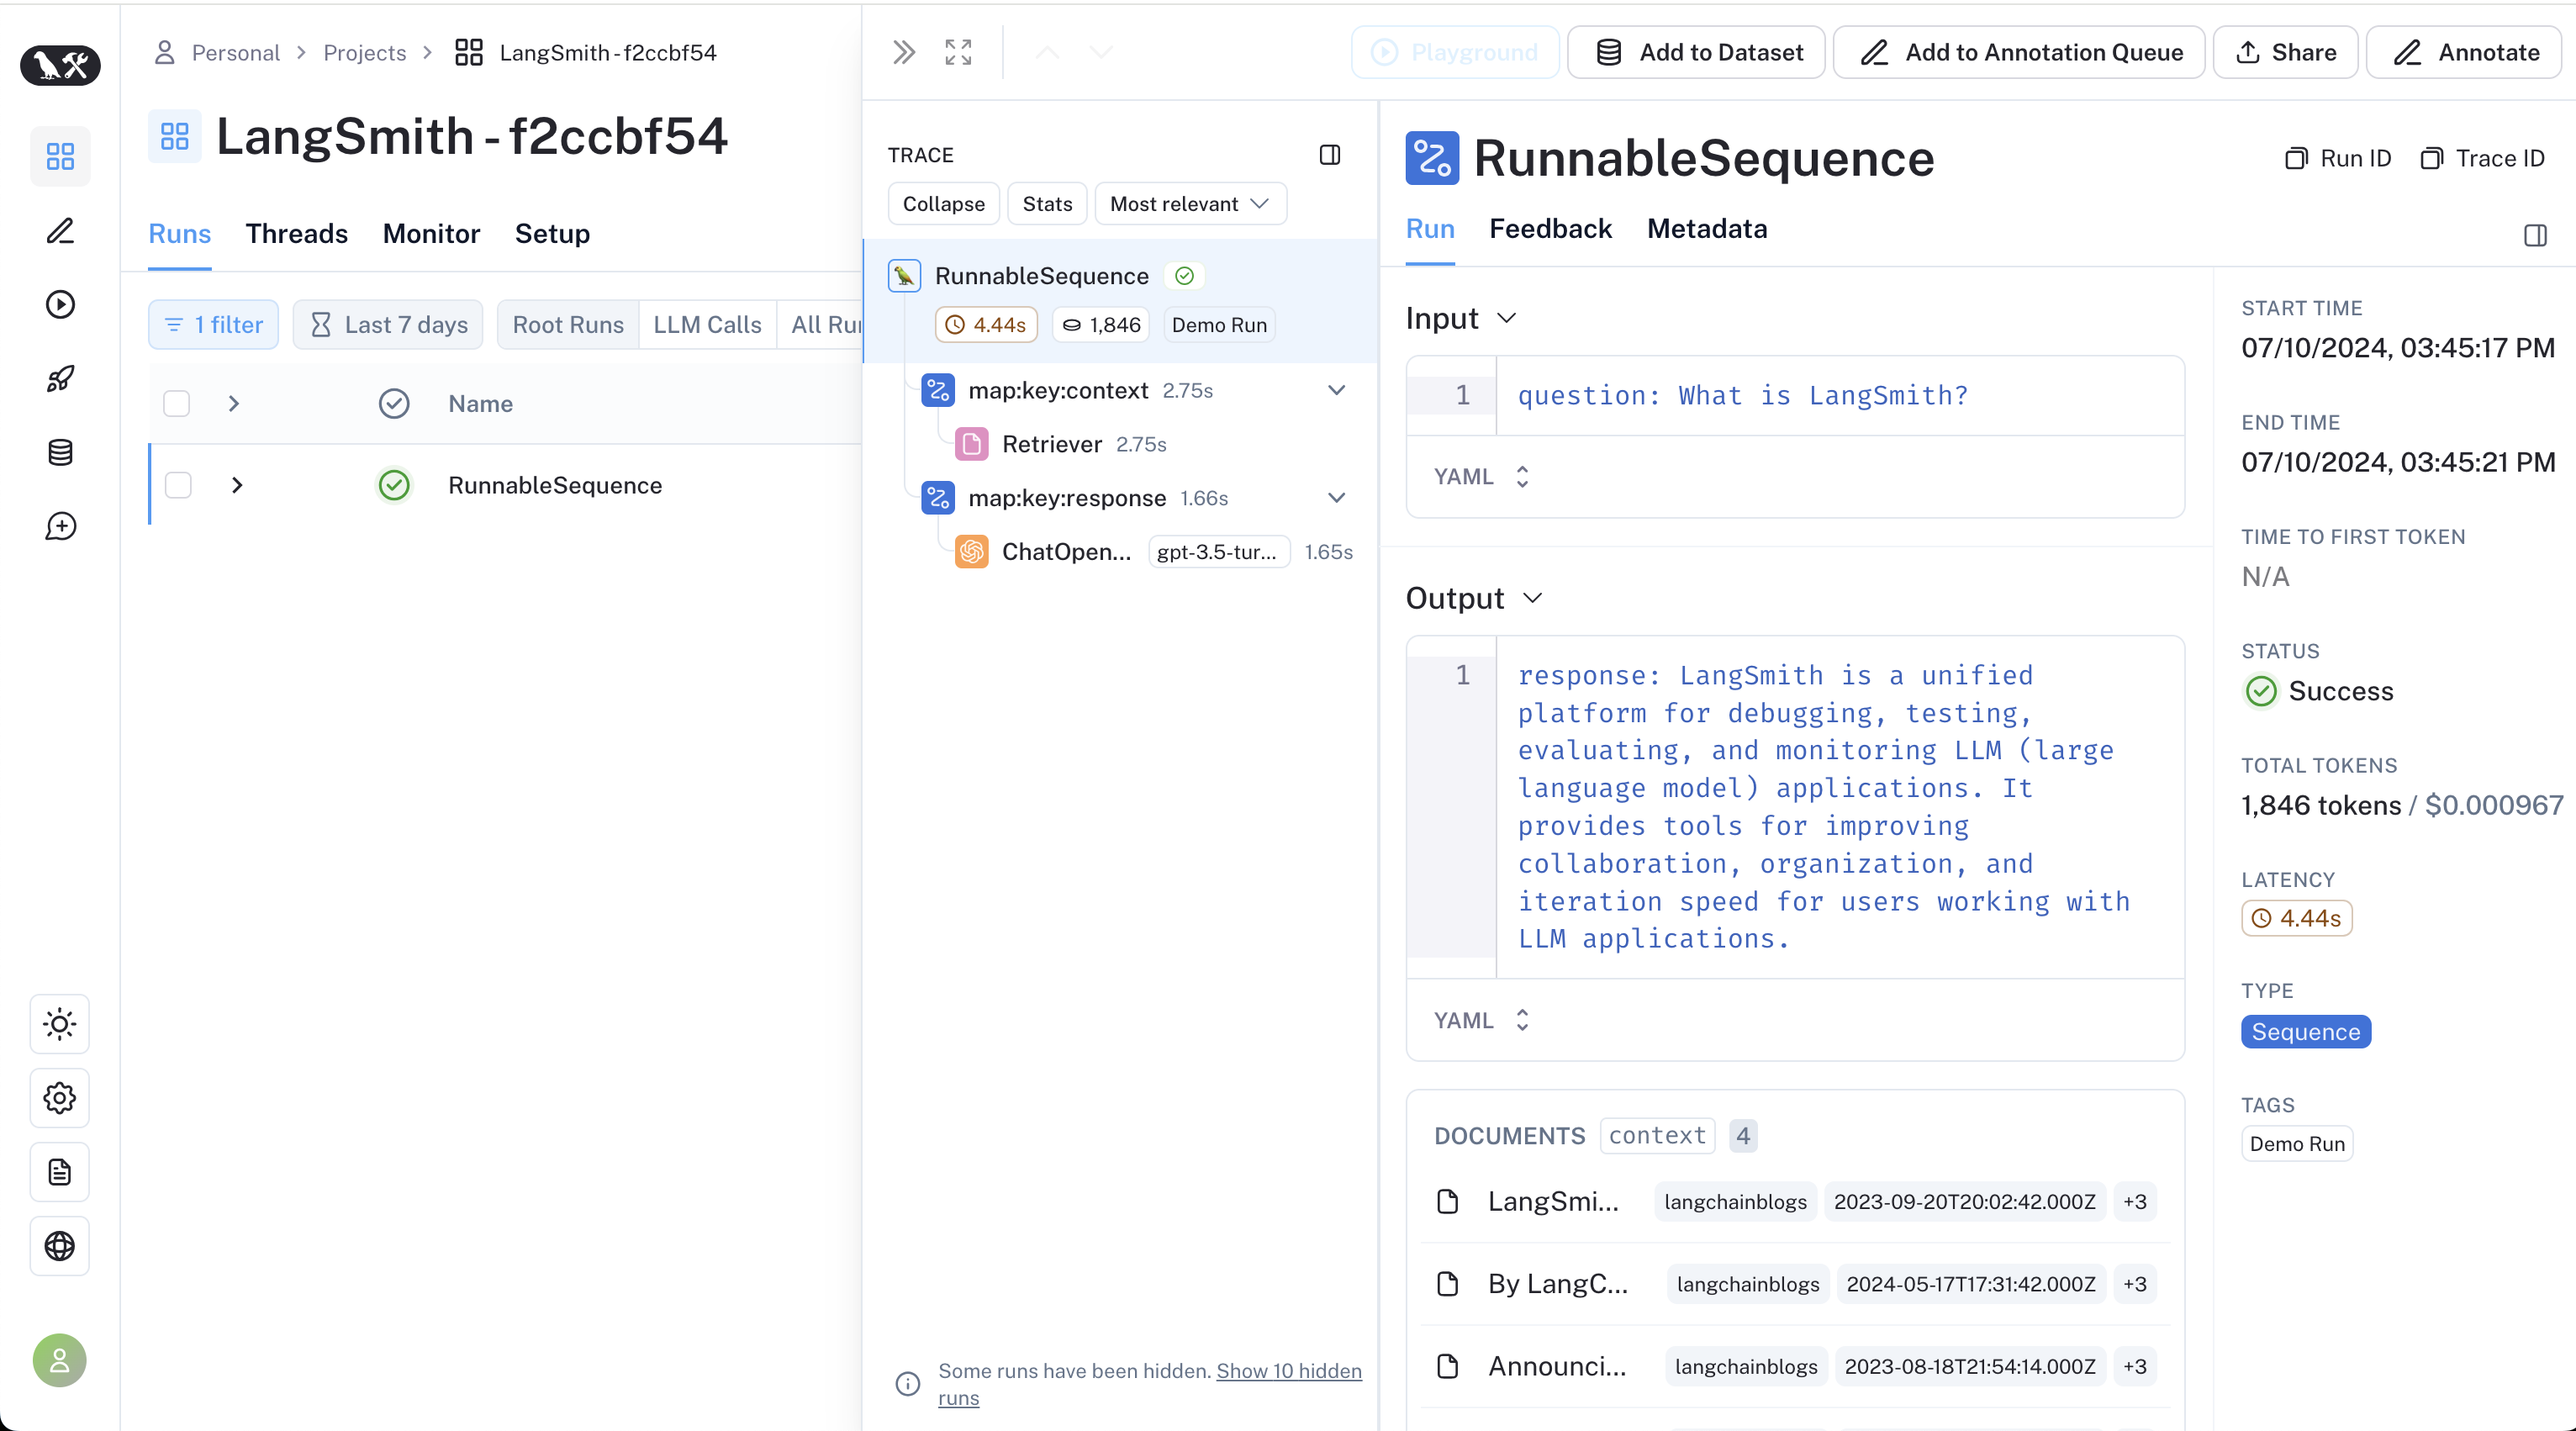 Personal > Projects > LangSmith - f2ccbf54
LangSmith - f2ccbf54
Runs Threads Monitor Setup
1 filter Last 7 days Root Runs LLM Calls All Ru
Name
RunnableSequence
Playground Add to Dataset Add to Annotation Queue Share Annotate
TRACE
Collapse Stats Most relevant
RunnableSequence
4.44s 1,846 Demo Run
map:key:context 2.75s
Retriever 2.75s
map:key:response 1.66s
ChatOpen... gpt-3.5-tur... 1.65s
Some runs have been hidden. Show 10 hidden
runs
RunnableSequence
Run ID Trace ID
Run Feedback Metadata
Input
1 question: What is LangSmith?
YAML
Output
1 response: LangSmith is a unified
platform for debugging, testing,
evaluating, and monitoring LLM (large
language model) applications. It
provides tools for improving
collaboration, organization, and
iteration speed for users working with
LLM applications.
YAML
DOCUMENTS context 4
LangSmi... langchainblogs 2023-09-20T20:02:42.000Z +3
By LangC... langchainblogs 2024-05-17T17:31:42.000Z +3
Announci... langchainblogs 2023-08-18T21:54:14.000Z +3
START TIME
07/10/2024, 03:45:17 PM
END TIME
07/10/2024, 03:45:21 PM
TIME TO FIRST TOKEN
N/A
STATUS
Success
TOTAL TOKENS
1,846 tokens / $0.000967
LATENCY
4.44s
TYPE
Sequence
TAGS
Demo Run